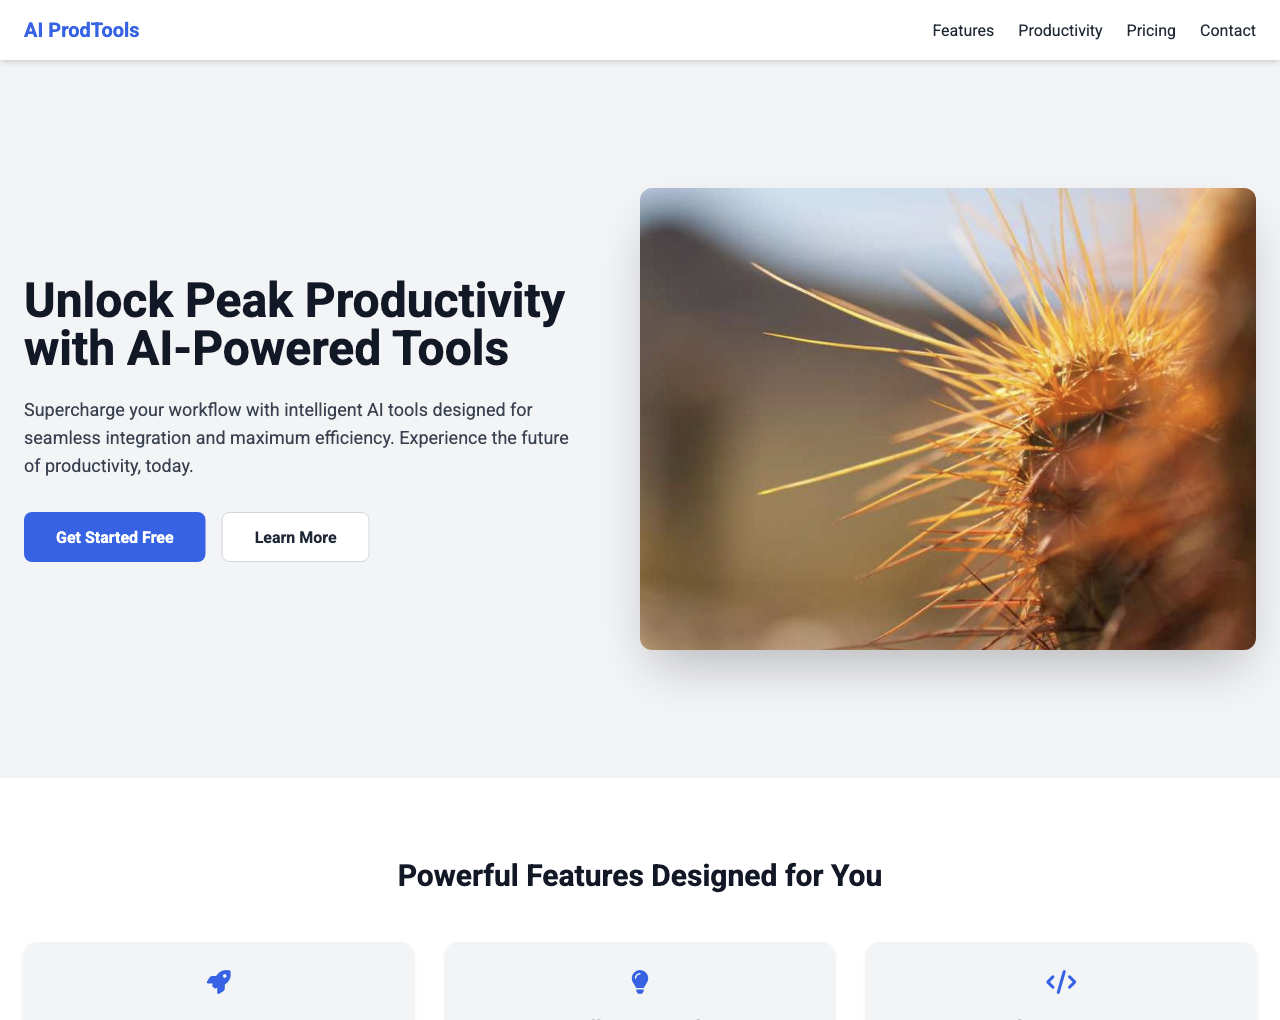 AI ProdTools
Features
Productivity
Pricing
Contact
Unlock Peak Productivity
with AI-Powered Tools
Supercharge your workflow with intelligent AI tools designed for
seamless integration and maximum efficiency. Experience the future
of productivity, today.
Get Started Free
Learn More
Powerful Features Designed for You